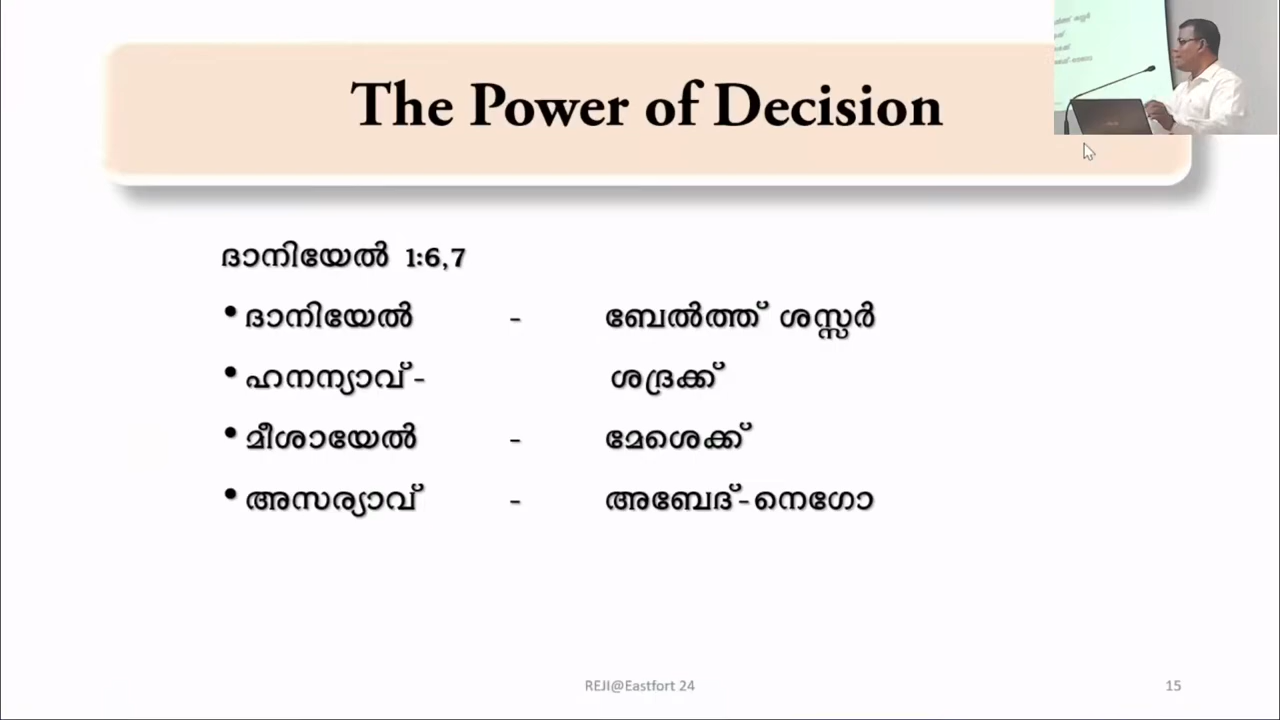 The Power of Decision
ദാനിയേൽ 1:6,7
• ദാനിയേൽ - ബേൽത്ത് ശസ്സർ
• ഹനന്യാവ് - ശദ്രക്ക്
• മീശായേൽ - മേശെക്ക്
• അസര്യാവ് - അബേദ്-നെഗോ
REJI@Eastfort 24
15